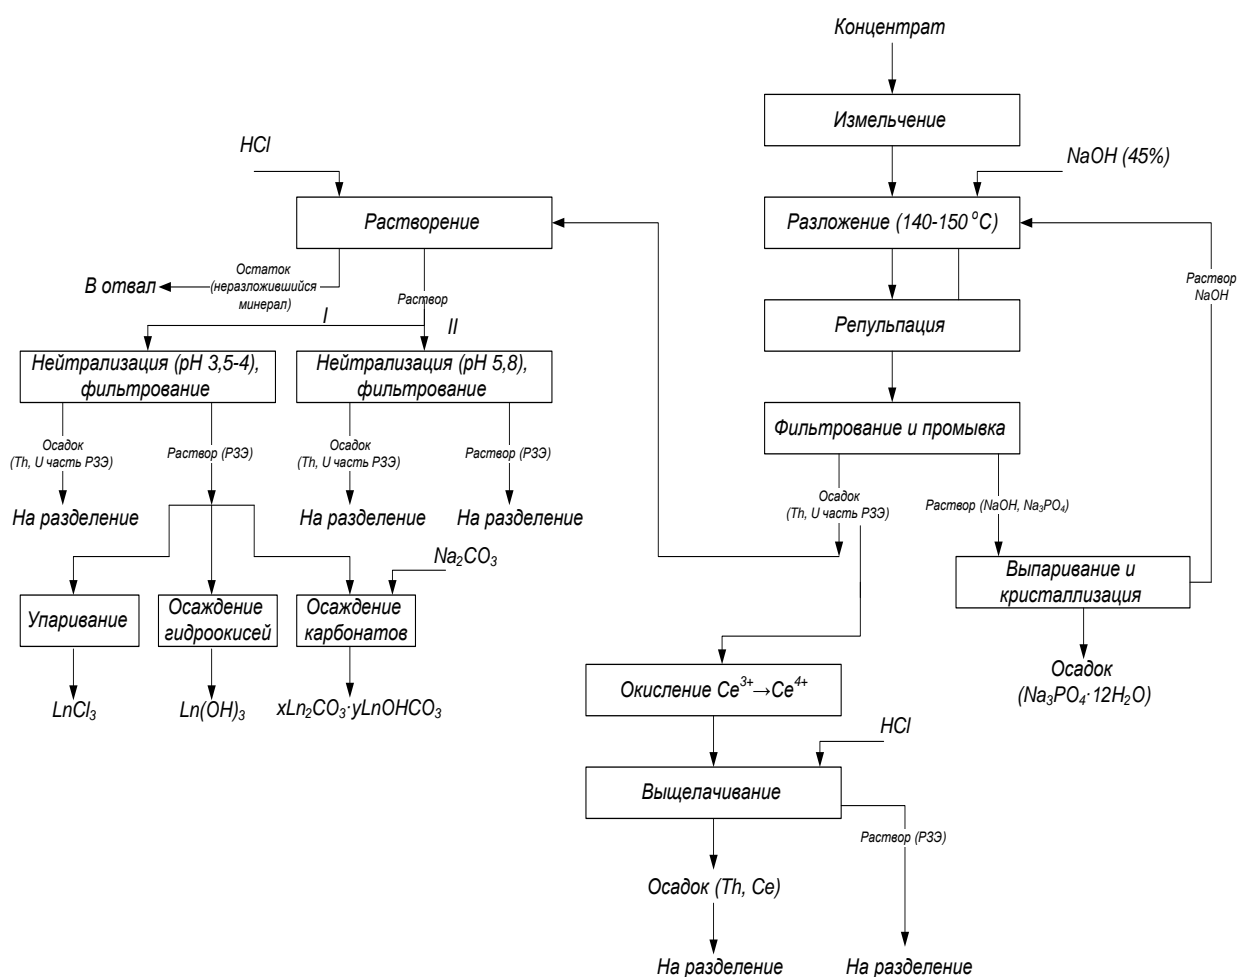 Концентрат
Измельчение
HCl
NaOH (45%)
Растворение
Разложение (140-150 °C)
В отвал
Остаток
(неразложившийся
минерал)
Раствор
Раствор
NaOH
I
II
Репульпация
Нейтрализация (pH 3,5-4),
фильтрование
Нейтрализация (pH 5,8),
фильтрование
Фильтрование и промывка
Осадок
(Th, U часть РЗЭ)
Раствор (РЗЭ)
Осадок
(Th, U часть РЗЭ)
Раствор (РЗЭ)
Осадок
(Th, U часть РЗЭ)
Раствор (NaOH, Na₃PO₄)
На разделение
На разделение
На разделение
Na₂CO₃
Упаривание
Осаждение
гидроокисей
Осаждение
карбонатов
Выпаривание и
кристаллизация
LnCl₃
Ln(OH)₃
xLn₂CO₃·yLnOHCO₃
Окисление Ce³⁺→Ce⁴⁺
Осадок
(Na₃PO₄·12H₂O)
HCl
Выщелачивание
Раствор (РЗЭ)
Осадок (Th, Ce)
На разделение
На разделение